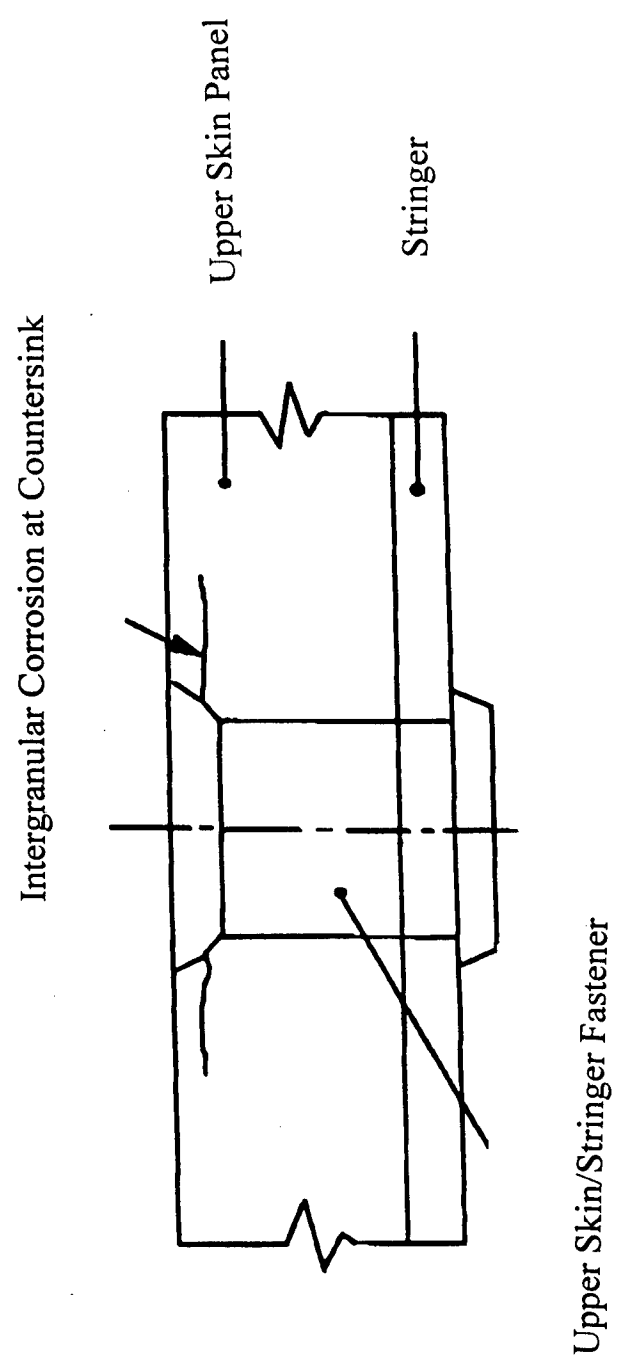 Intergranular Corrosion at Countersink
Upper Skin Panel
Stringer
Upper Skin/Stringer Fastener